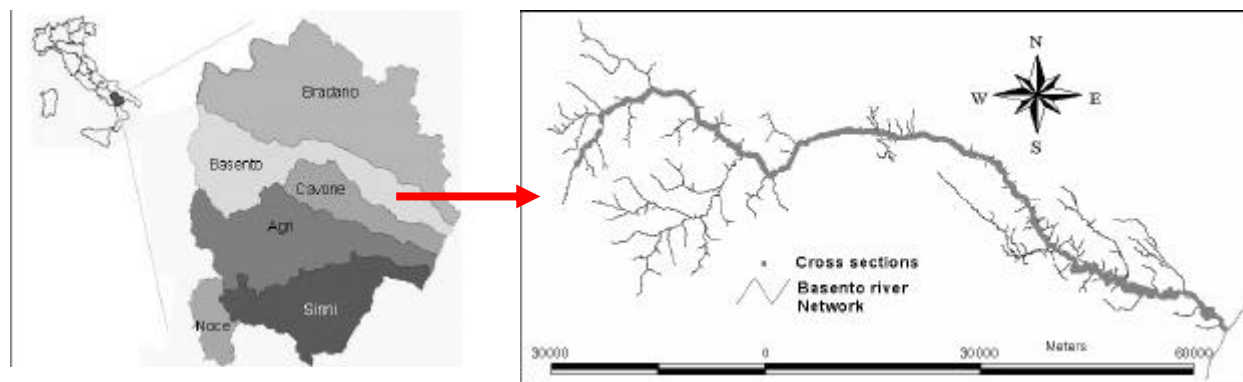 Bradano
Basento
Cavone
Agri
Sinni
Noce
N
W E
S
Cross sections
Basento river
Network
30000 0 30000 Meters 60000